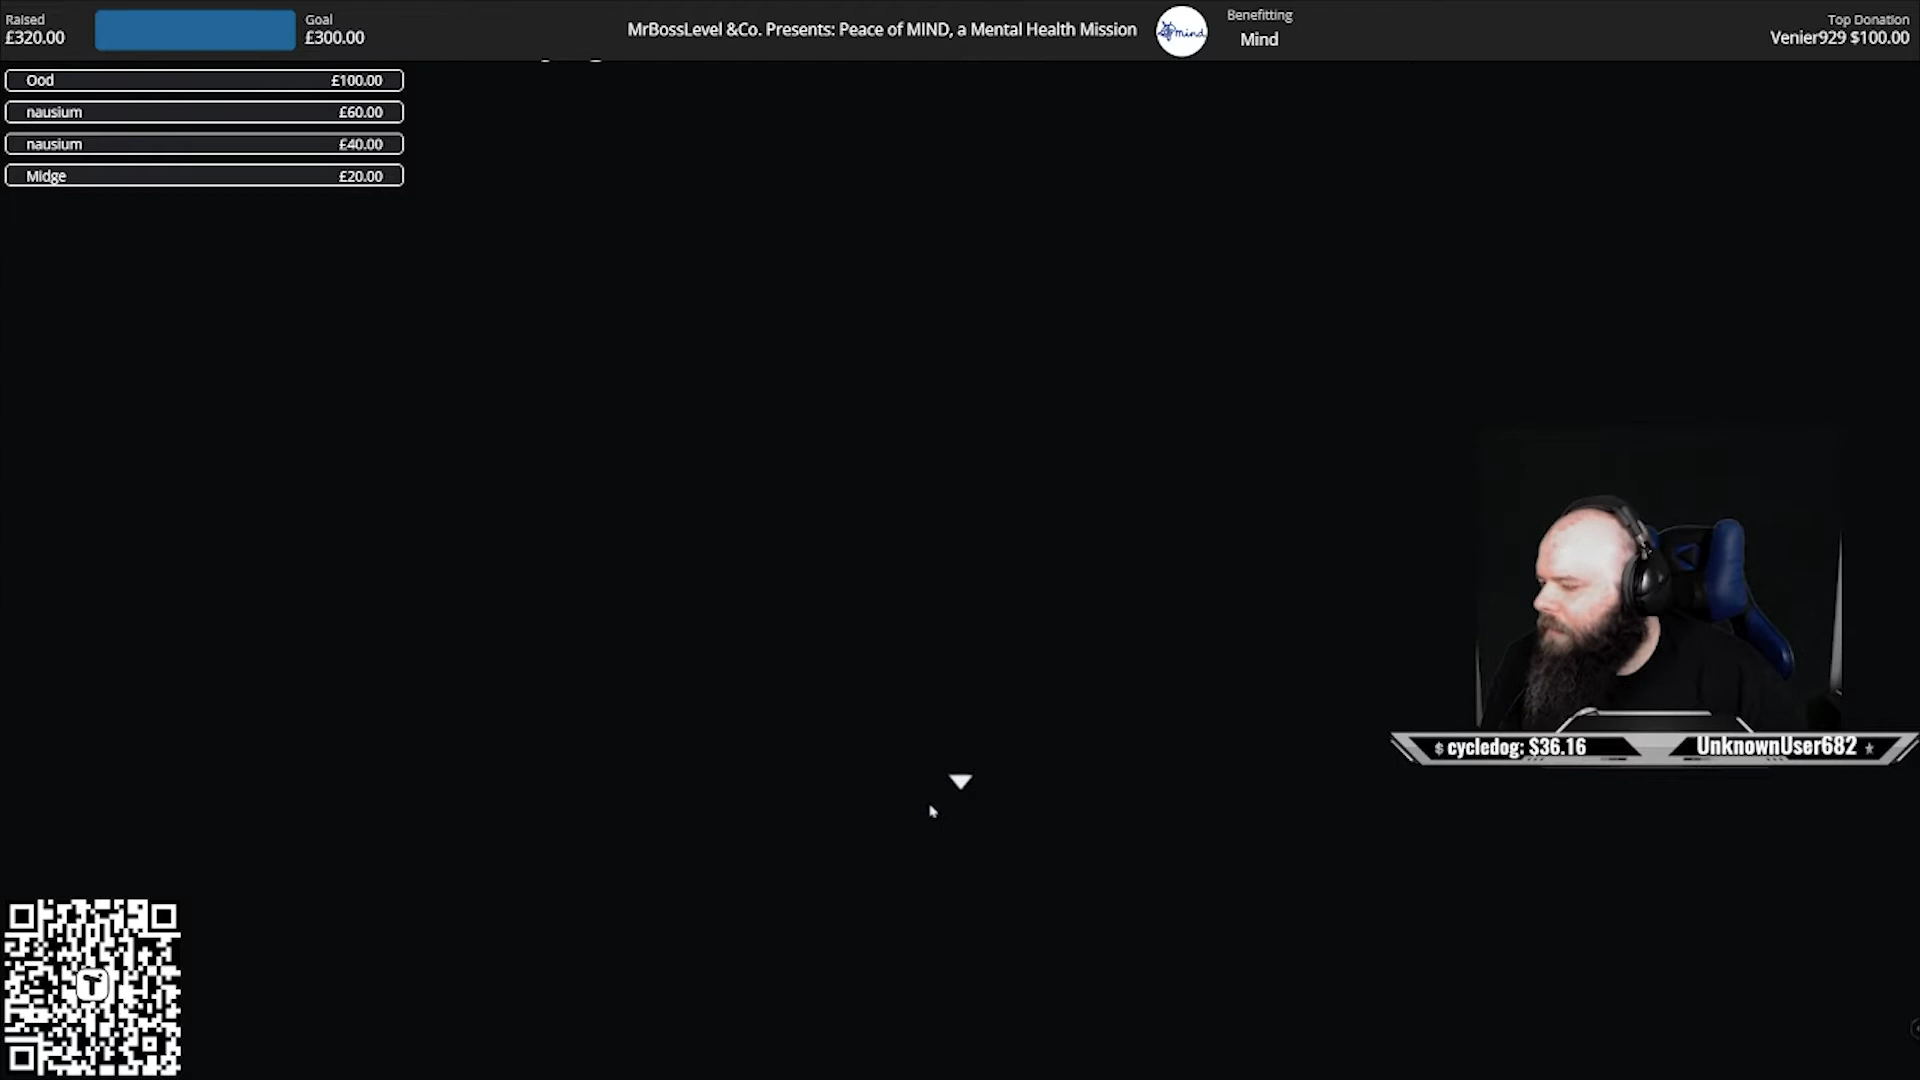 Raised
£320.00
Goal
£300.00
MrBossLevel &Co. Presents: Peace of MIND, a Mental Health Mission
mind
Benefitting
Mind
Top Donation
Venier929 $100.00
Ood £100.00
nausium £60.00
nausium £40.00
Midge £20.00
$ cycledog: $36.16
UnknownUser682
T